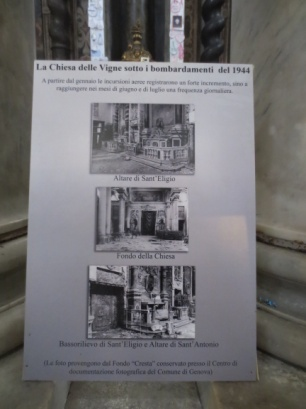 La Chiesa delle Vigne sotto i bombardamenti del 1944
A partire dal gennaio le incursioni aeree registrarono un forte incremento, sino a
raggiungere nei mesi di giugno e di luglio una frequenza giornaliera.
Altare di Sant'Eligio
Fondo della Chiesa
Bassorilievo di Sant'Eligio e Altare di Sant'Antonio
(Le foto provengono dal Fondo "Cresta" conservato presso il Centro di
documentazione fotografica del Comune di Genova)